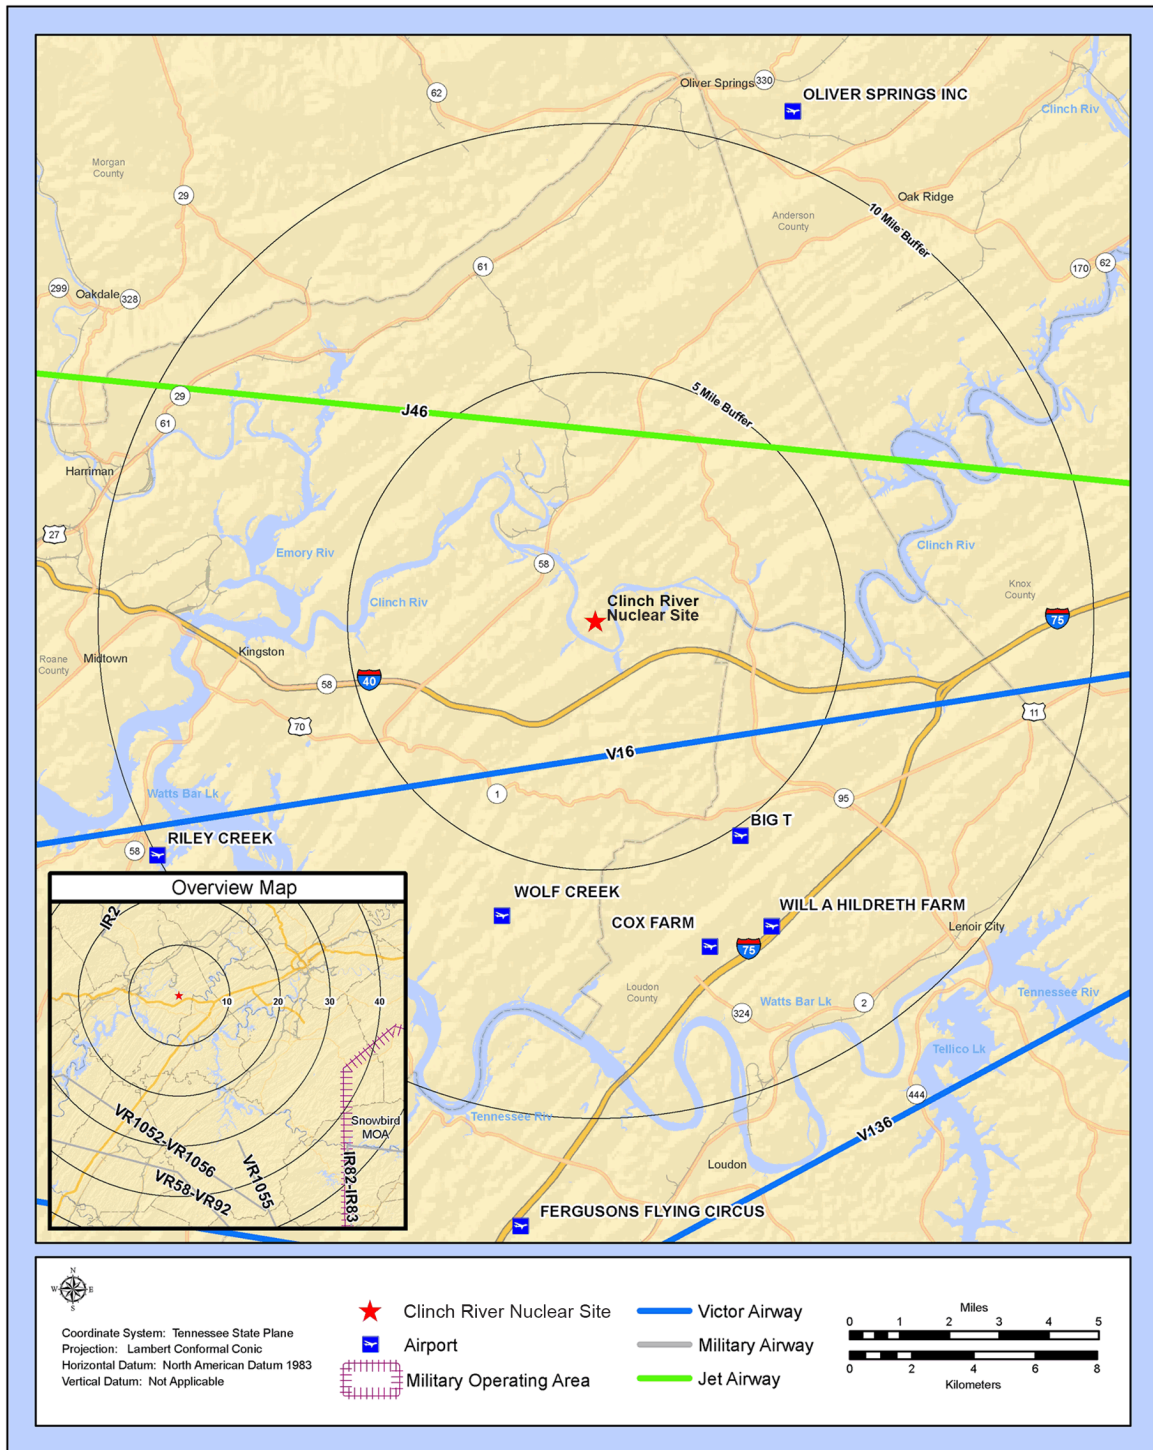 62
Oliver Springs
330
OLIVER SPRINGS INC
Clinch Riv
Morgan
County
29
Oak Ridge
10 Mile Buffer
Anderson
County
61
170
62
299
Oakdale
328
29
J46
5 Mile Buffer
61
Harriman
27
Emory Riv
58
Clinch Riv
Clinch Riv
Clinch River
Nuclear Site
Knox
County
75
Roane
County
Midtown
Kingston
58
40
70
11
V16
Watts Bar Lk
1
95
58
RILEY CREEK
BIG T
WOLF CREEK
WILL A HILDRETH FARM
COX FARM
75
Lenoir City
Loudon
County
Watts Bar Lk
2
324
Tennessee Riv
Tellico Lk
444
Tennessee Riv
V136
Loudon
FERGUSONS FLYING CIRCUS
Overview Map
IR2
10
20
30
40
VR1052-VR1056
VR58-VR92
VR1055
IR82-IR83
Snowbird
MOA
N
W
E
S
Coordinate System: Tennessee State Plane
Projection: Lambert Conformal Conic
Horizontal Datum: North American Datum 1983
Vertical Datum: Not Applicable
Clinch River Nuclear Site
Airport
Military Operating Area
Victor Airway
Military Airway
Jet Airway
Miles
0 1 2 3 4 5
0 2 4 6 8
Kilometers